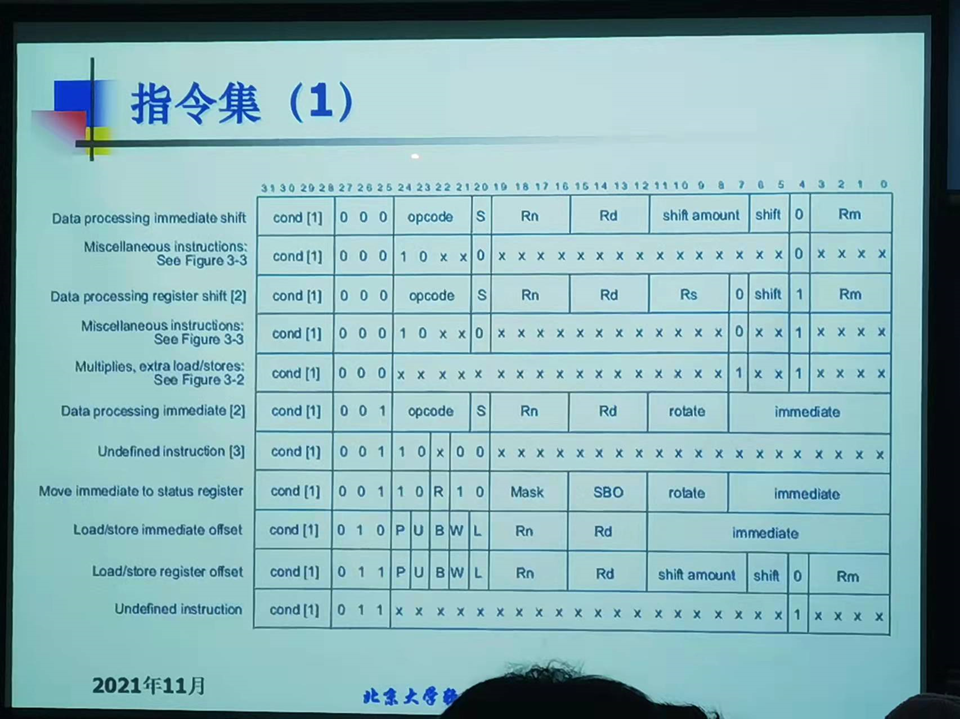 指令集（1）
31 30 29 28 27 26 25 24 23 22 21 20 19 18 17 16 15 14 13 12 11 10 9 8 7 6 5 4 3 2 1 0
Data processing immediate shift cond [1] 0 0 0 opcode S Rn Rd shift amount shift 0 Rm
Miscellaneous instructions:
See Figure 3-3 cond [1] 0 0 0 1 0 x x 0 x x x x x x x x x x x x x x x 0 x x x x
Data processing register shift [2] cond [1] 0 0 0 opcode S Rn Rd Rs 0 shift 1 Rm
Miscellaneous instructions:
See Figure 3-3 cond [1] 0 0 0 1 0 x x 0 x x x x x x x x x x x x 0 x x 1 x x x x
Multiplies, extra load/stores:
See Figure 3-2 cond [1] 0 0 0 x x x x x x x x x x x x x x x x x 1 x x 1 x x x x
Data processing immediate [2] cond [1] 0 0 1 opcode S Rn Rd rotate immediate
Undefined instruction [3] cond [1] 0 0 1 1 0 x 0 0 x x x x x x x x x x x x x x x x x x x x
Move immediate to status register cond [1] 0 0 1 1 0 R 1 0 Mask SBO rotate immediate
Load/store immediate offset cond [1] 0 1 0 P U B W L Rn Rd immediate
Load/store register offset cond [1] 0 1 1 P U B W L Rn Rd shift amount shift 0 Rm
Undefined instruction cond [1] 0 1 1 x x x x x x x x x x x x x x x x x x x x 1 x x x x
2021年11月
北京大学